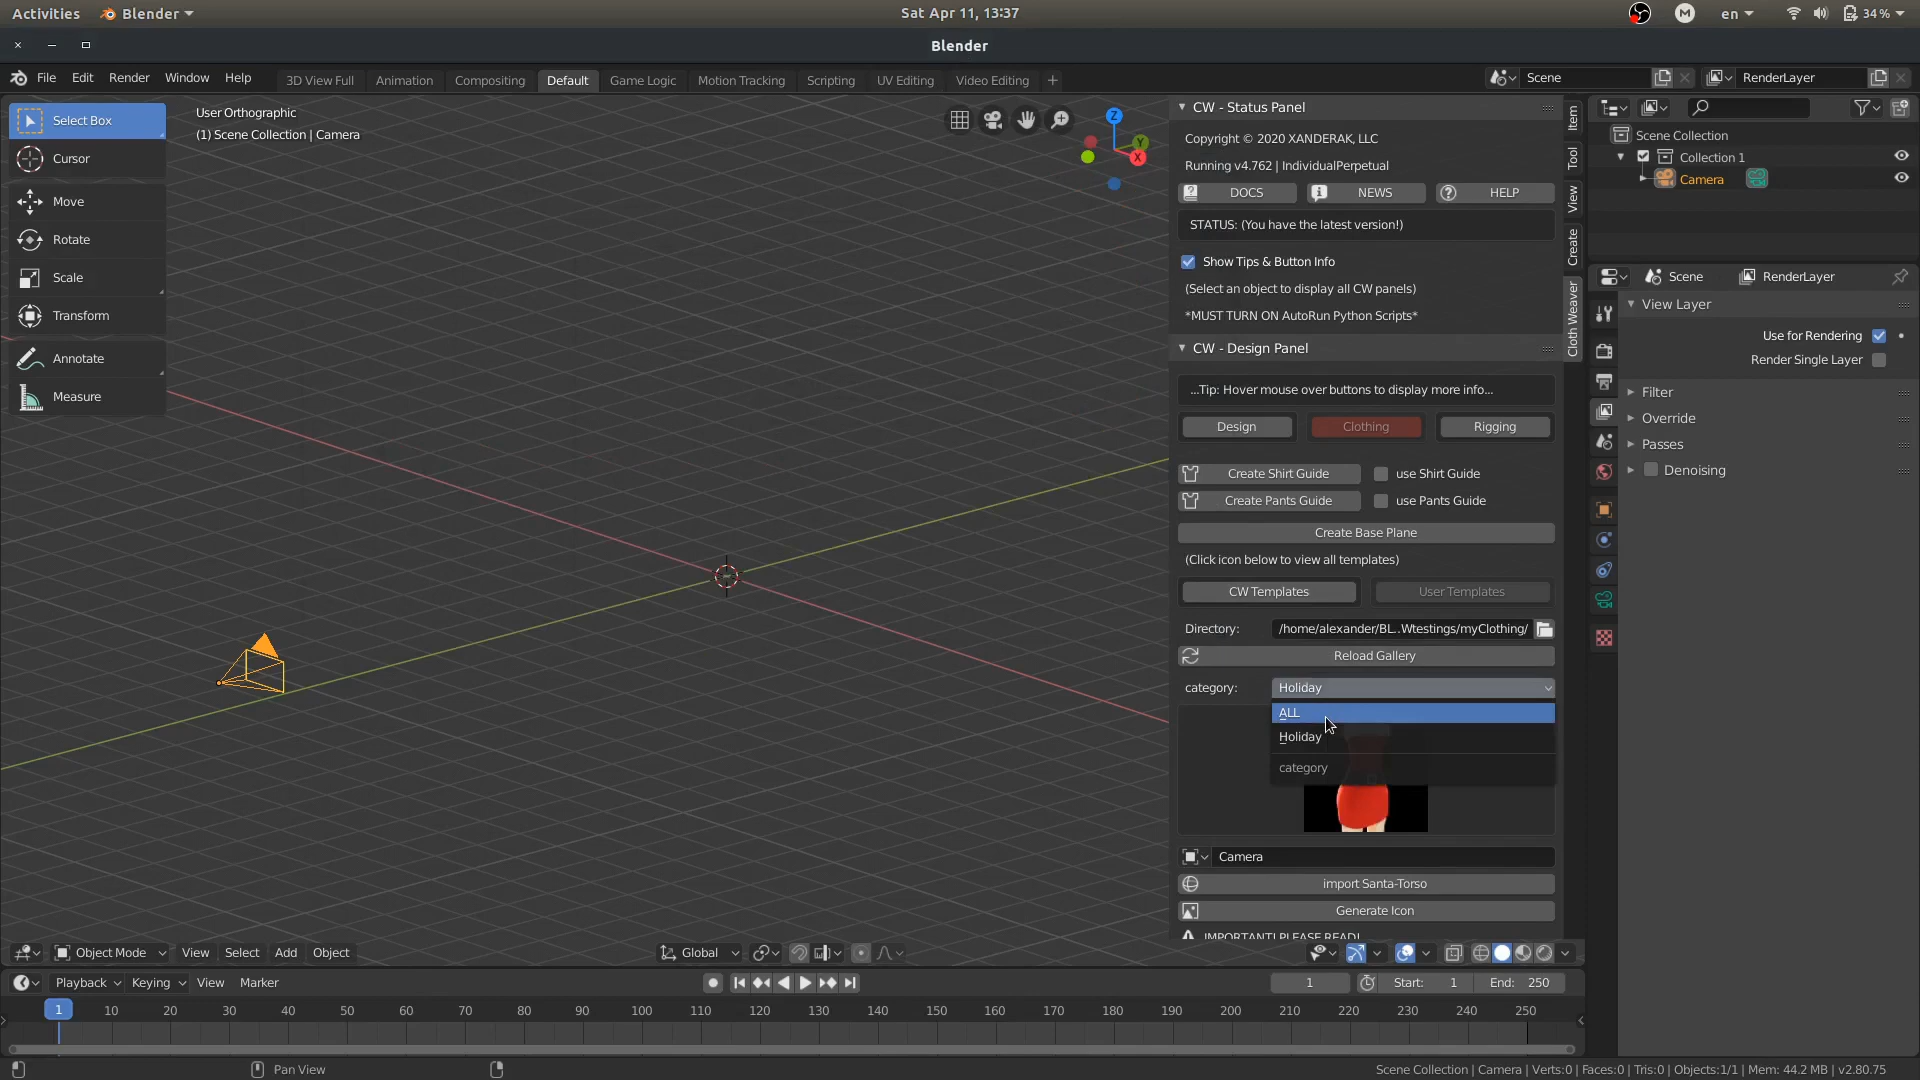 Activities Blender Sat Apr 11, 13:37 M en 34 %
Blender
File Edit Render Window Help 3D View Full Animation Compositing Default Game Logic Motion Tracking Scripting UV Editing Video Editing Scene RenderLayer
Select Box
Cursor
Move
Rotate
Scale
Transform
Annotate
Measure
User Orthographic
(1) Scene Collection | Camera
Z
Y
X
CW - Status Panel
Copyright © 2020 XANDERAK, LLC
Running v4.762 | IndividualPerpetual
DOCS NEWS HELP
STATUS: (You have the latest version!)
Show Tips & Button Info
(Select an object to display all CW panels)
*MUST TURN ON AutoRun Python Scripts*
CW - Design Panel
...Tip: Hover mouse over buttons to display more info...
Design Clothing Rigging
Create Shirt Guide use Shirt Guide
Create Pants Guide use Pants Guide
Create Base Plane
(Click icon below to view all templates)
CW Templates User Templates
Directory: /home/alexander/BL..Wtestings/myClothing/
Reload Gallery
category: Holiday
ALL
Holiday
category
Camera
import Santa-Torso
Generate Icon
IMPORTANT! PLEASE READ!
Item
Tool
View
Create
Cloth Weaver
Scene Collection
Collection 1
Camera
Scene RenderLayer
View Layer
Use for Rendering
Render Single Layer
Filter
Override
Passes
Denoising
Object Mode View Select Add Object Global
Playback Keying View Marker 1 Start: 1 End: 250
1 10 20 30 40 50 60 70 80 90 100 110 120 130 140 150 160 170 180 190 200 210 220 230 240 250
Pan View Scene Collection | Camera | Verts:0 | Faces:0 | Tris:0 | Objects:1/1 | Mem: 44.2 MB | v2.80.75